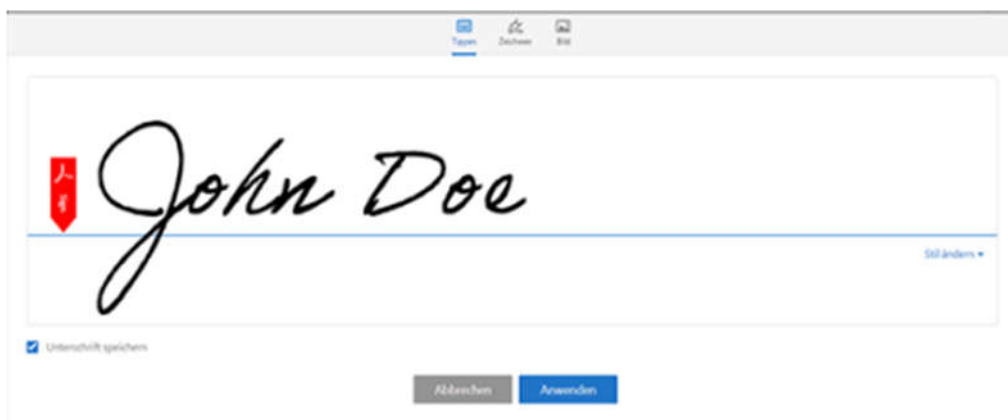 Tippen Zeichnen Bild
John Doe
Stil ändern
Unterschrift speichern
Abbrechen Anwenden